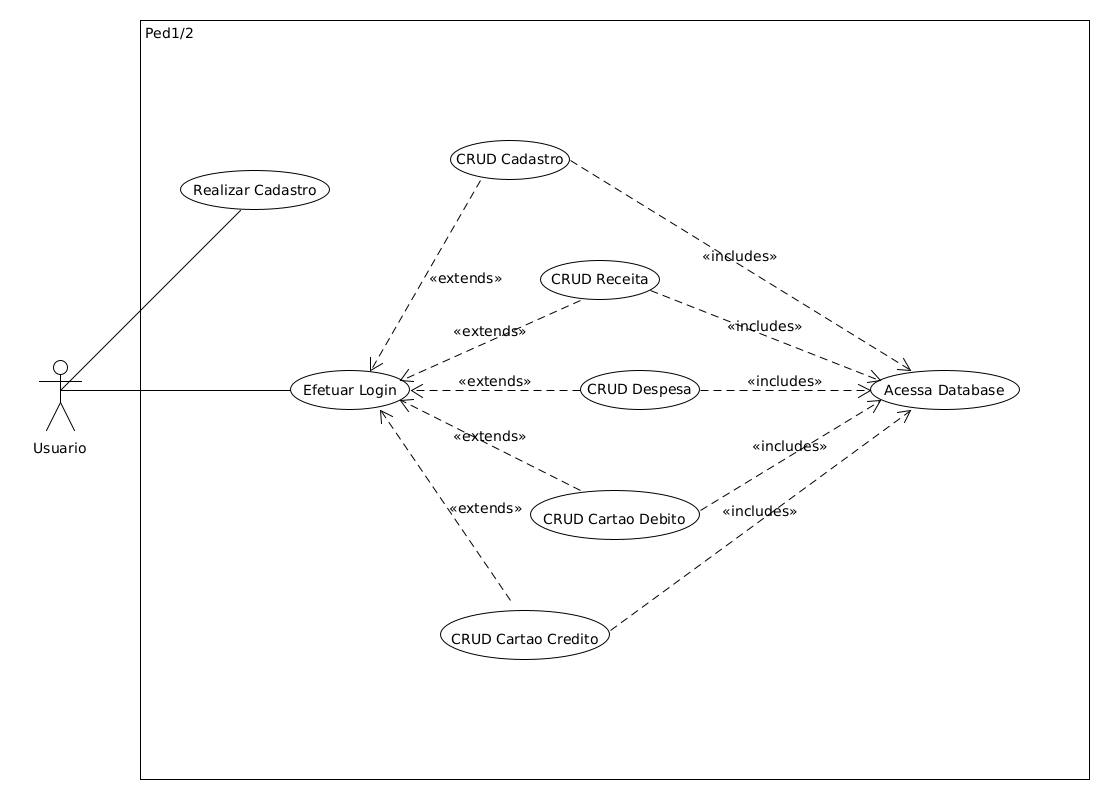 Ped1/2
CRUD Cadastro
Realizar Cadastro
«includes»
«extends»
CRUD Receita
«includes»
«extends»
«extends»
«includes»
Efetuar Login
CRUD Despesa
Acessa Database
Usuario
«extends»
«includes»
«extends»
«includes»
CRUD Cartao Debito
CRUD Cartao Credito